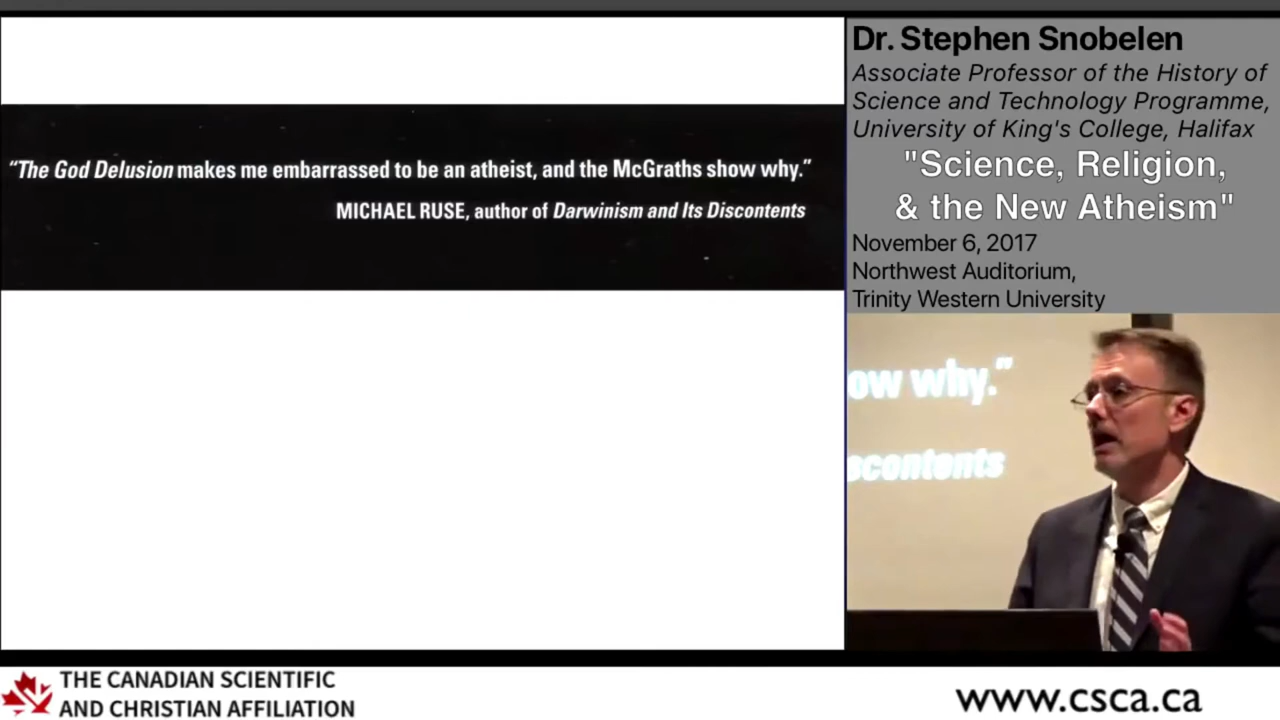 “The God Delusion makes me embarrassed to be an atheist, and the McGraths show why.”
MICHAEL RUSE, author of Darwinism and Its Discontents
Dr. Stephen Snobelen
Associate Professor of the History of
Science and Technology Programme,
University of King's College, Halifax
"Science, Religion,
& the New Atheism"
November 6, 2017
Northwest Auditorium,
Trinity Western University
ow why.”
scontents
THE CANADIAN SCIENTIFIC
AND CHRISTIAN AFFILIATION
www.csca.ca